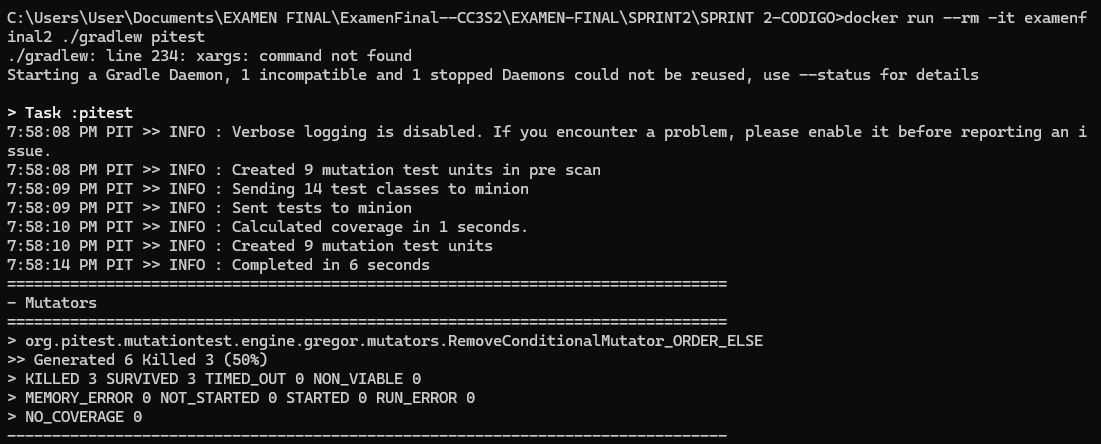 C:\Users\User\Documents\EXAMEN FINAL\ExamenFinal--CC3S2\EXAMEN-FINAL\SPRINT2\SPRINT 2-CODIGO>docker run --rm -it examenf
inal2 ./gradlew pitest
./gradlew: line 234: xargs: command not found
Starting a Gradle Daemon, 1 incompatible and 1 stopped Daemons could not be reused, use --status for details
> Task :pitest
7:58:08 PM PIT >> INFO : Verbose logging is disabled. If you encounter a problem, please enable it before reporting an i
ssue.
7:58:08 PM PIT >> INFO : Created 9 mutation test units in pre scan
7:58:09 PM PIT >> INFO : Sending 14 test classes to minion
7:58:09 PM PIT >> INFO : Sent tests to minion
7:58:10 PM PIT >> INFO : Calculated coverage in 1 seconds.
7:58:10 PM PIT >> INFO : Created 9 mutation test units
7:58:14 PM PIT >> INFO : Completed in 6 seconds
================================================================================
- Mutators
================================================================================
> org.pitest.mutationtest.engine.gregor.mutators.RemoveConditionalMutator_ORDER_ELSE
>> Generated 6 Killed 3 (50%)
> KILLED 3 SURVIVED 3 TIMED_OUT 0 NON_VIABLE 0
> MEMORY_ERROR 0 NOT_STARTED 0 STARTED 0 RUN_ERROR 0
> NO_COVERAGE 0
--------------------------------------------------------------------------------